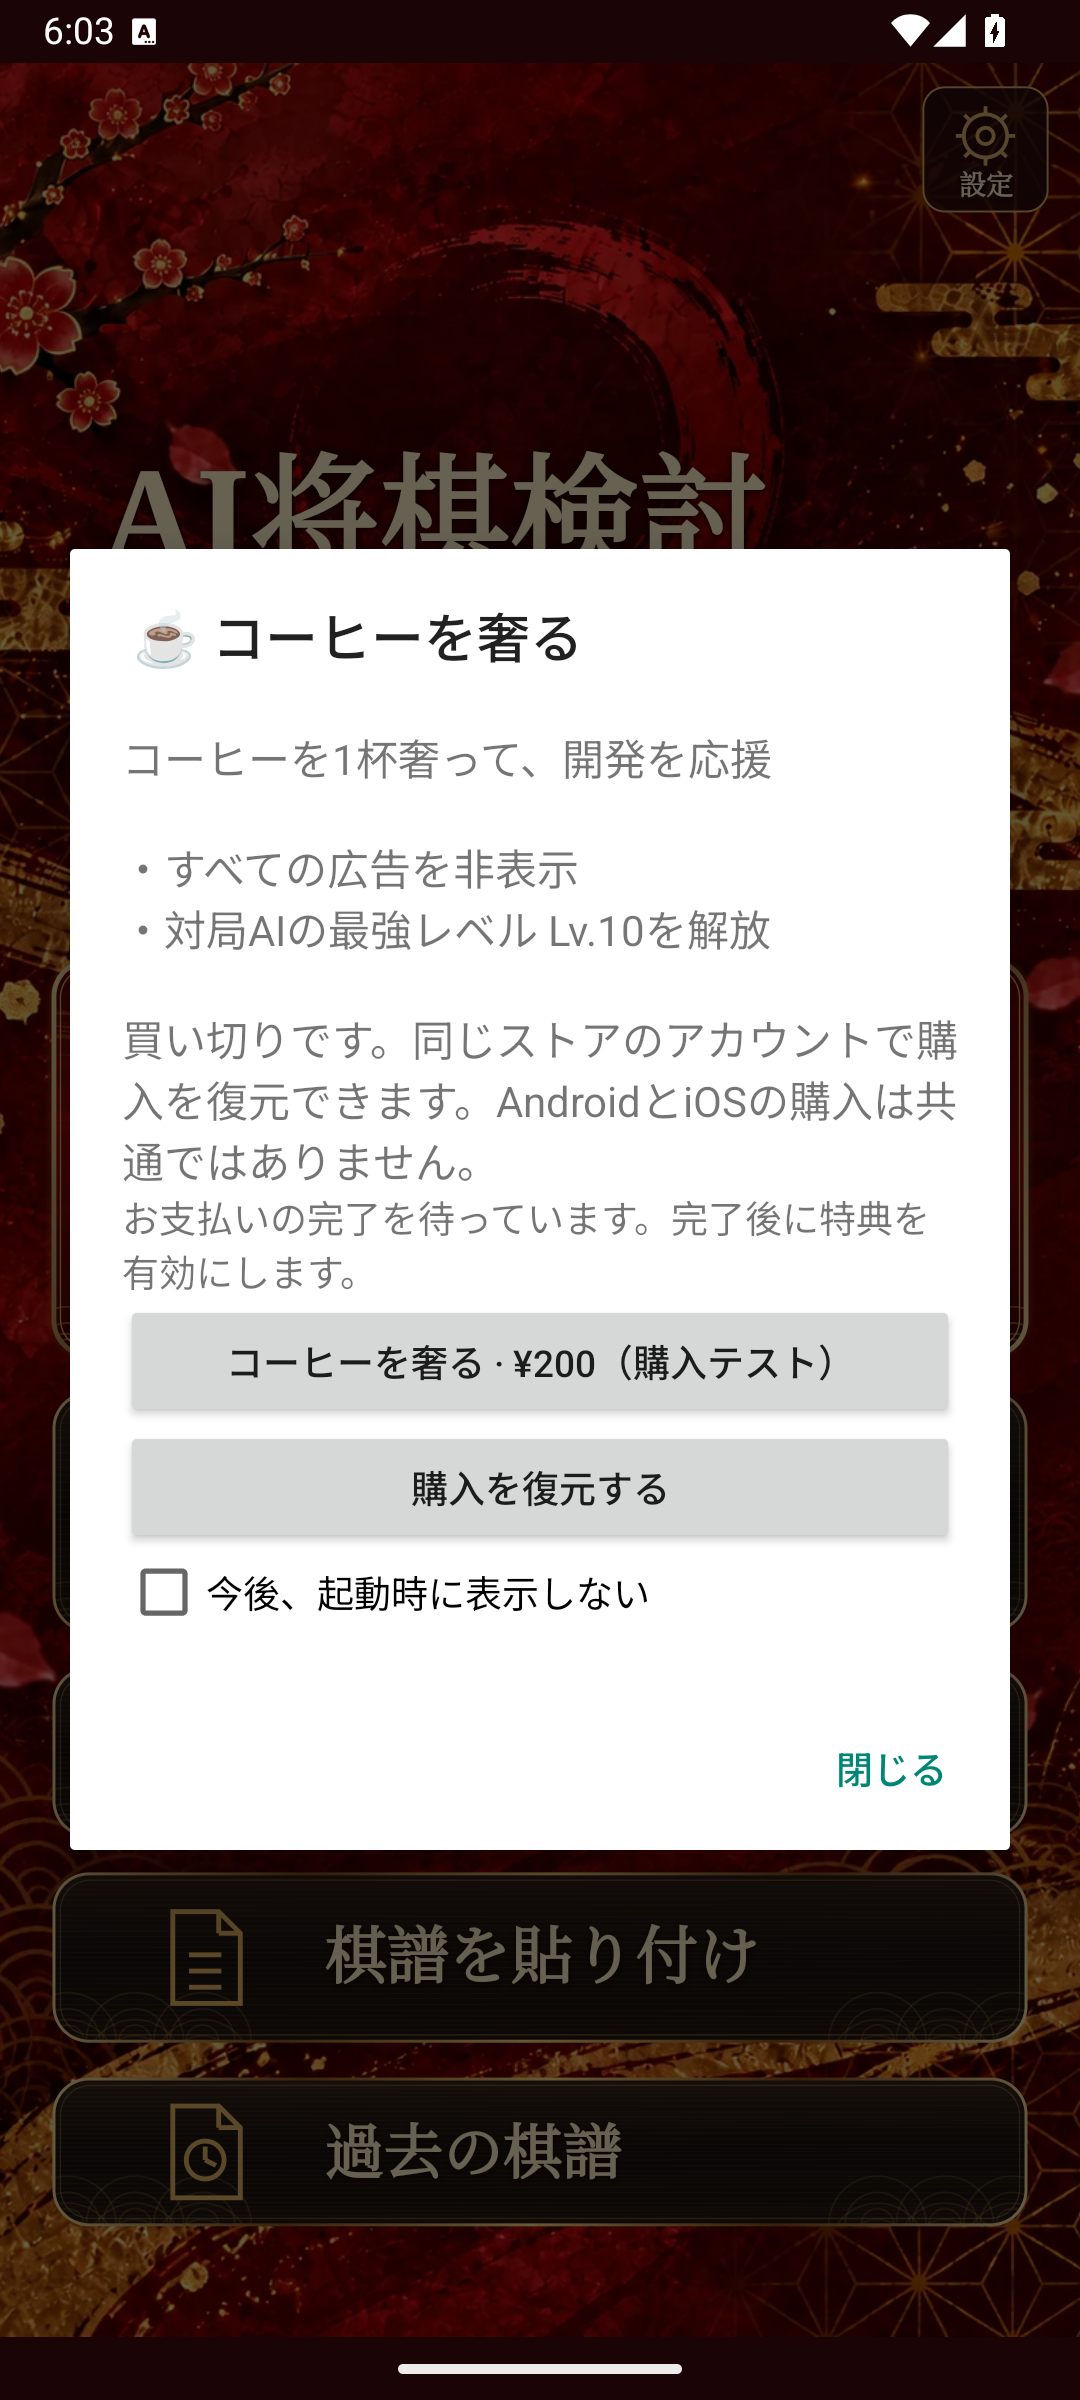 6:03
設定
AI将棋検討
☕ コーヒーを奢る
コーヒーを1杯奢って、開発を応援
・すべての広告を非表示
・対局AIの最強レベル Lv.10を解放
買い切りです。同じストアのアカウントで購
入を復元できます。AndroidとiOSの購入は共
通ではありません。
お支払いの完了を待っています。完了後に特典を
有効にします。
コーヒーを奢る · ¥200（購入テスト）
購入を復元する
今後、起動時に表示しない
閉じる
棋譜を貼り付け
過去の棋譜